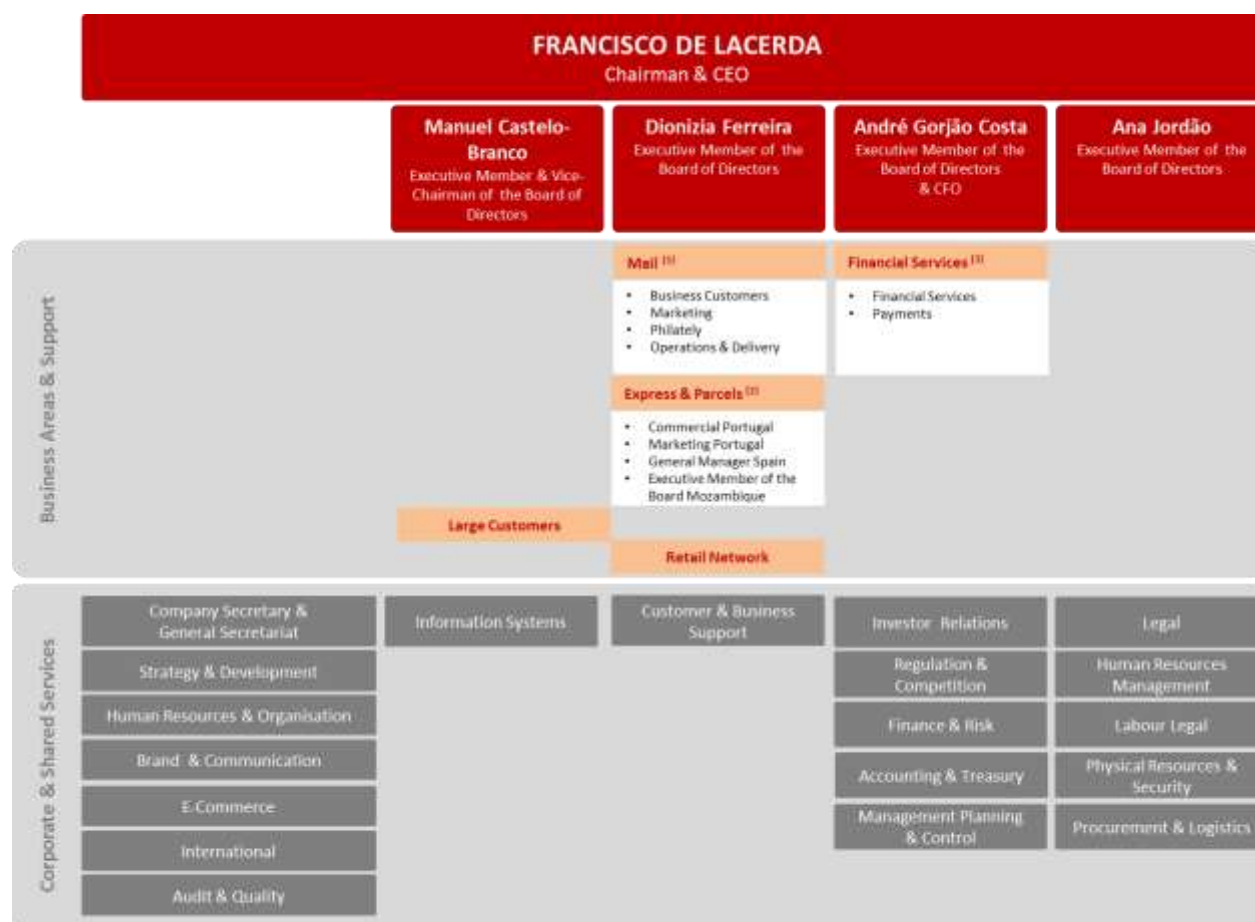 FRANCISCO DE LACERDA
Chairman & CEO
Manuel Castelo-
Branco
Executive Member & Vice-
Chairman of the Board of
Directors
Dionizia Ferreira
Executive Member of the
Board of Directors
André Gorjão Costa
Executive Member of the
Board of Directors
& CFO
Ana Jordão
Executive Member of the
Board of Directors
Business Areas & Support
Mail [1]
• Business Customers
• Marketing
• Philately
• Operations & Delivery
Financial Services [3]
• Financial Services
• Payments
Express & Parcels [2]
• Commercial Portugal
• Marketing Portugal
• General Manager Spain
• Executive Member of the
Board Mozambique
Large Customers
Retail Network
Corporate & Shared Services
Company Secretary &
General Secretariat
Strategy & Development
Human Resources & Organisation
Brand & Communication
E-Commerce
International
Audit & Quality
Information Systems
Customer & Business
Support
Investor Relations
Regulation &
Competition
Finance & Risk
Accounting & Treasury
Management Planning
& Control
Legal
Human Resources
Management
Labour Legal
Physical Resources &
Security
Procurement & Logistics